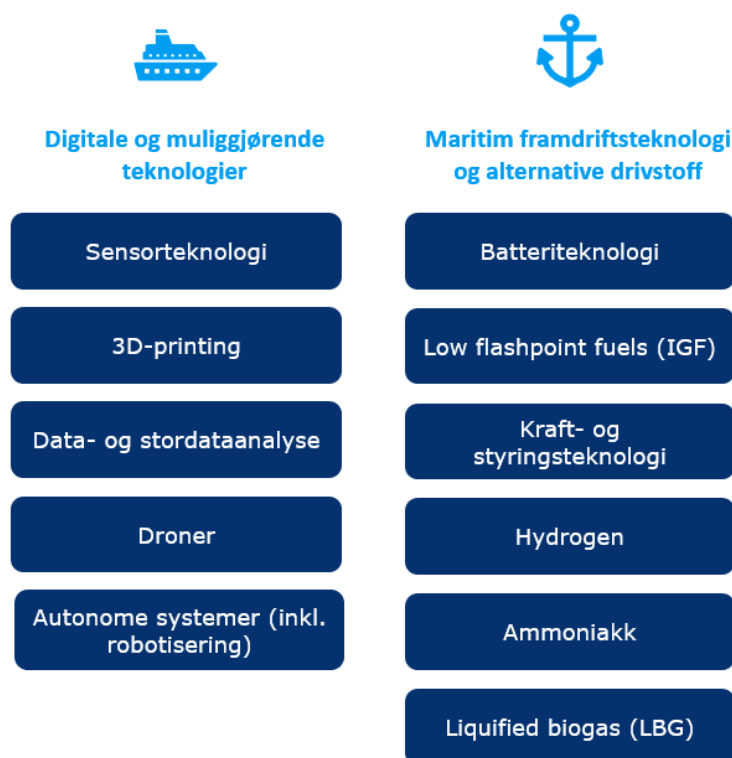 Digitale og muliggjørende
teknologier
Sensorteknologi
3D-printing
Data- og stordataanalyse
Droner
Autonome systemer (inkl.
robotisering)
Maritim framdriftsteknologi
og alternative drivstoff
Batteriteknologi
Low flashpoint fuels (IGF)
Kraft- og
styringsteknologi
Hydrogen
Ammoniakk
Liquified biogas (LBG)